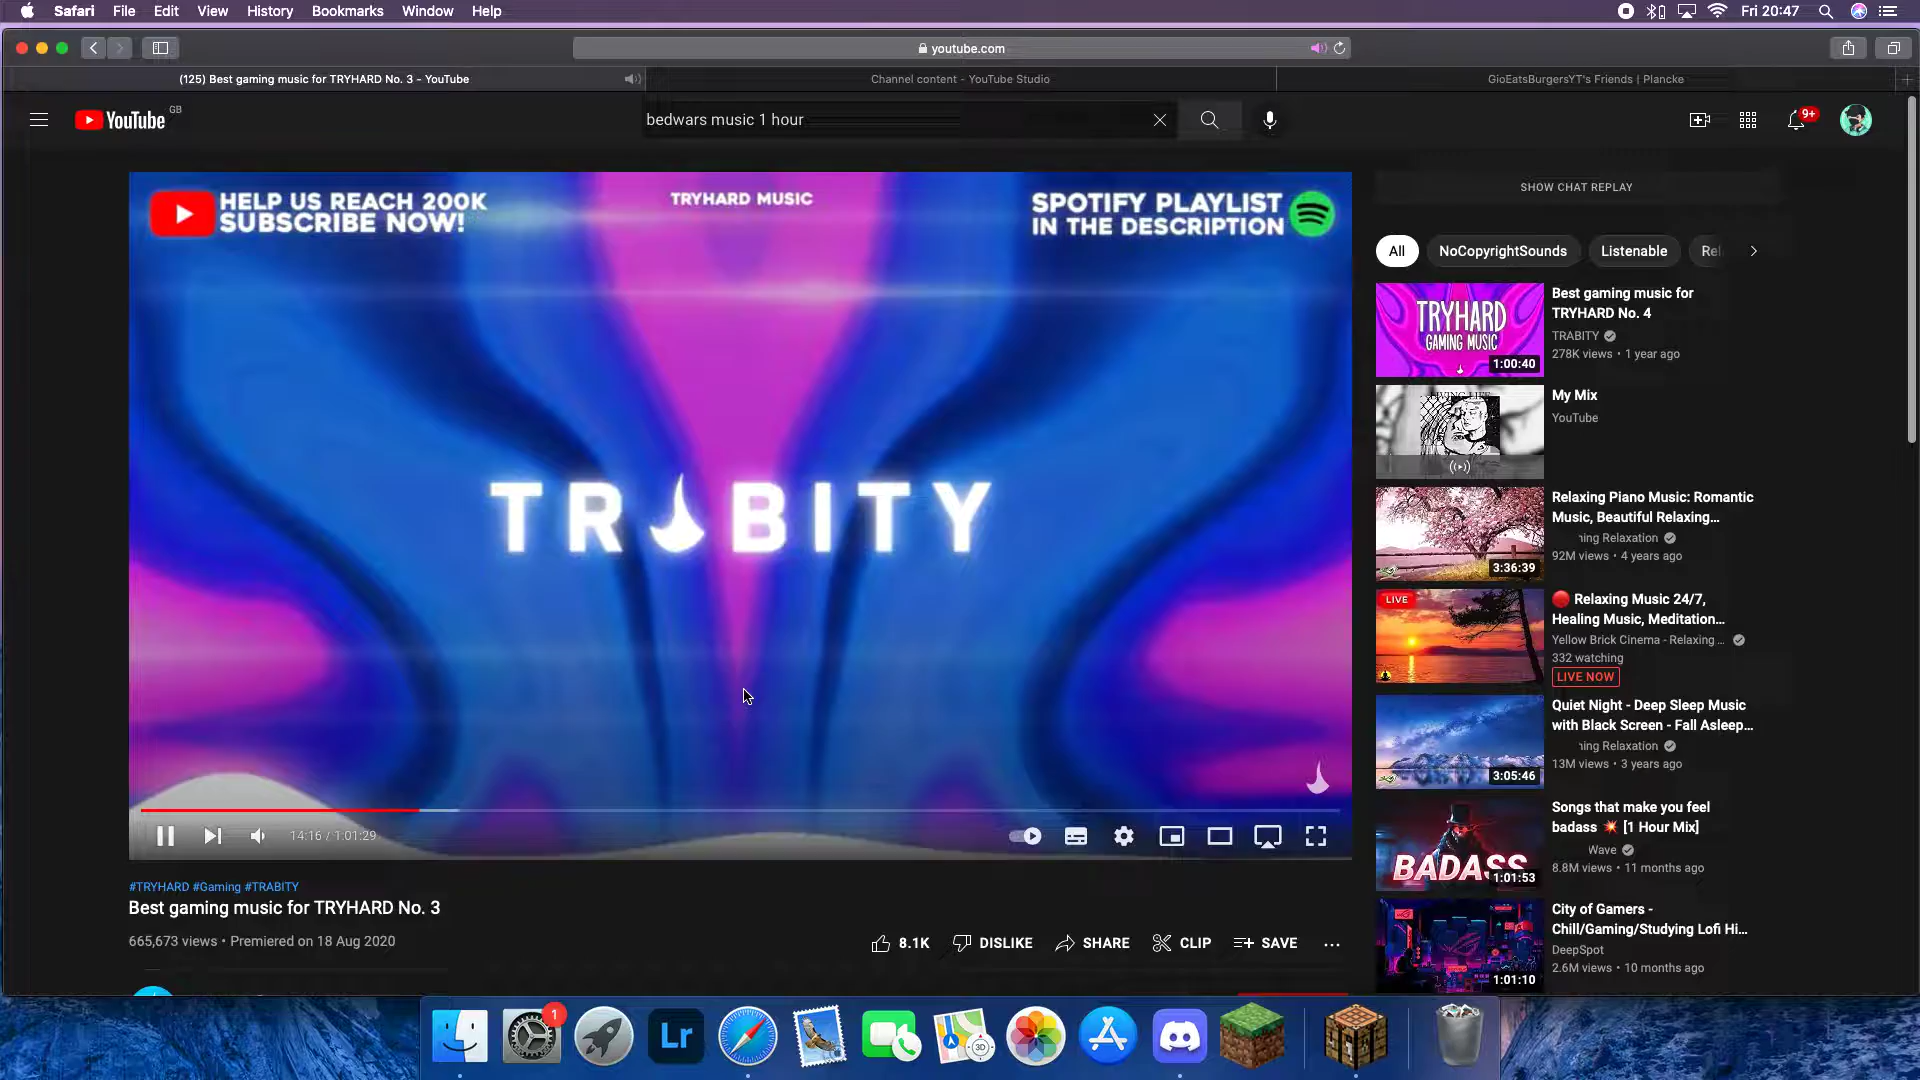 Safari File Edit View History Bookmarks Window Help
Fri 20:47
youtube.com
(125) Best gaming music for TRYHARD No. 3 - YouTube
Channel content - YouTube Studio
GioEatsBurgersYT's Friends | Plancke
YouTube GB
bedwars music 1 hour
9+
HELP US REACH 200K
SUBSCRIBE NOW!
TRYHARD MUSIC
SPOTIFY PLAYLIST
IN THE DESCRIPTION
TRABITY
14:16 / 1:01:29
#TRYHARD #Gaming #TRABITY
Best gaming music for TRYHARD No. 3
665,673 views • Premiered on 18 Aug 2020
8.1K DISLIKE SHARE CLIP SAVE ...
SHOW CHAT REPLAY
All NoCopyrightSounds Listenable Rel
TRYHARD
GAMING MUSIC
1:00:40
Best gaming music for
TRYHARD No. 4
TRABITY
278K views • 1 year ago
LIVING LIFE
My Mix
YouTube
3:36:39
Relaxing Piano Music: Romantic
Music, Beautiful Relaxing...
ning Relaxation
92M views • 4 years ago
LIVE
Relaxing Music 24/7,
Healing Music, Meditation...
Yellow Brick Cinema - Relaxing ...
332 watching
LIVE NOW
3:05:46
Quiet Night - Deep Sleep Music
with Black Screen - Fall Asleep...
ning Relaxation
13M views • 3 years ago
BADASS
1:01:53
Songs that make you feel
badass 💥 [1 Hour Mix]
Wave
8.8M views • 11 months ago
1:01:10
City of Gamers -
Chill/Gaming/Studying Lofi Hi...
DeepSpot
2.6M views • 10 months ago
1
Lr
3D